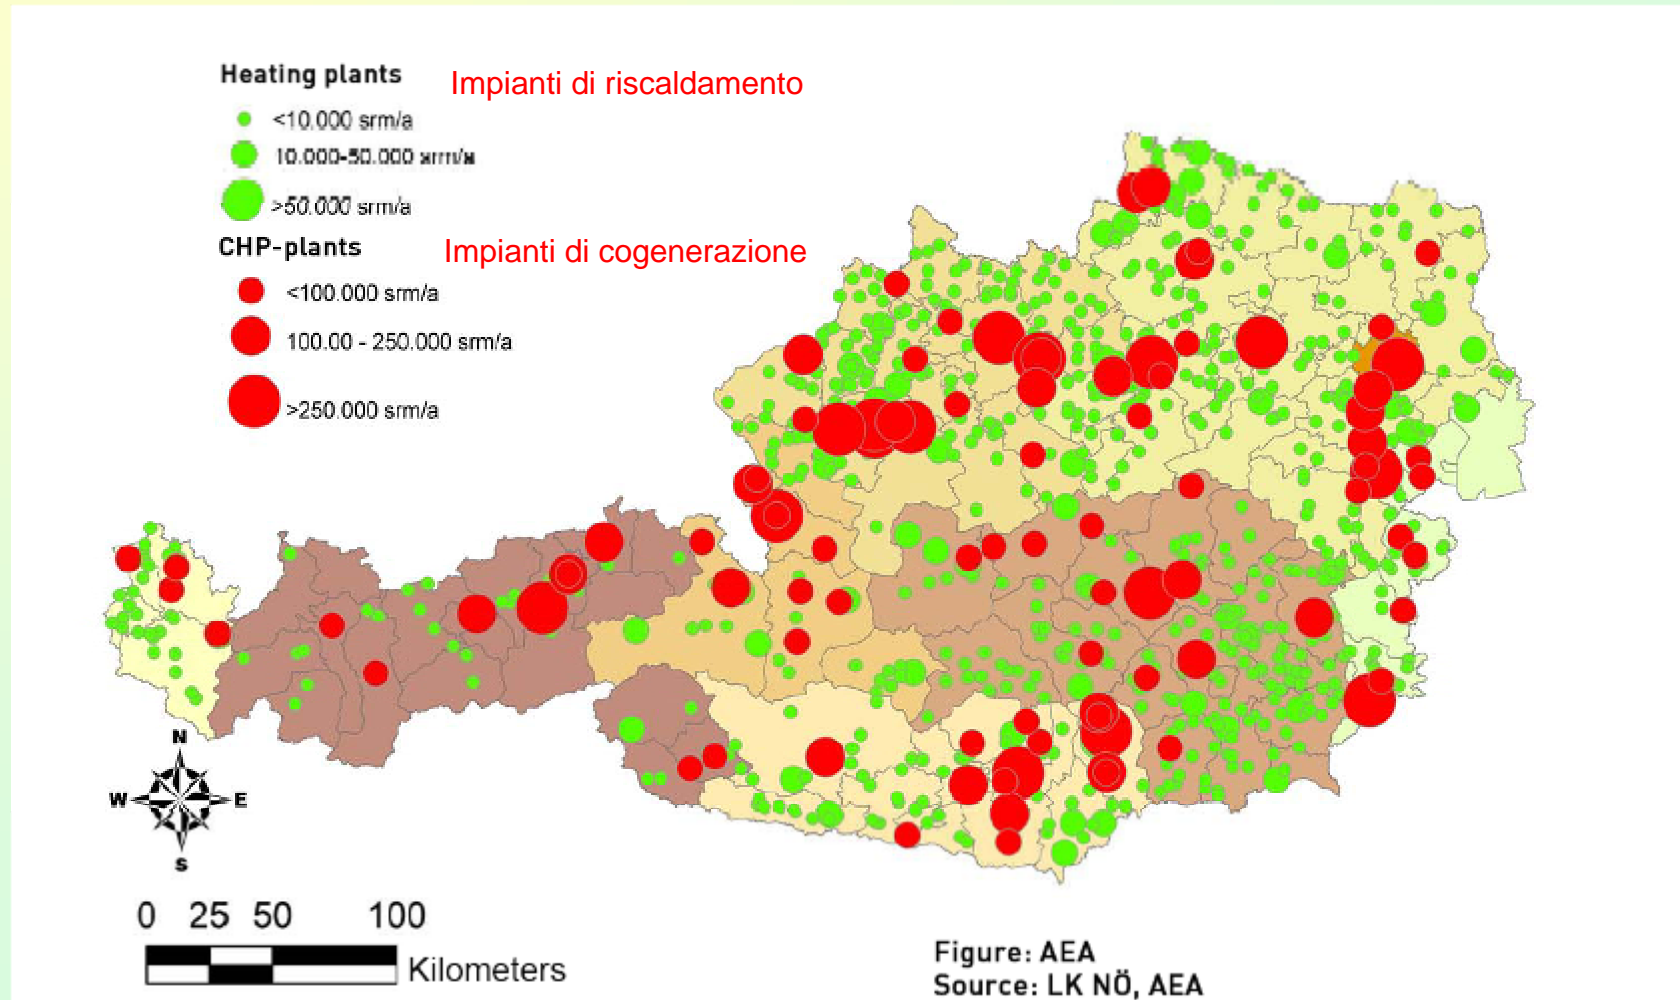 Heating plants
Impianti di riscaldamento
<10.000 srm/a
10.000-50.000 srm/a
>50.000 srm/a
CHP-plants
Impianti di cogenerazione
<100.000 srm/a
100.00 - 250.000 srm/a
>250.000 srm/a
N
W
E
S
0 25 50 100
Kilometers
Figure: AEA
Source: LK NÖ, AEA